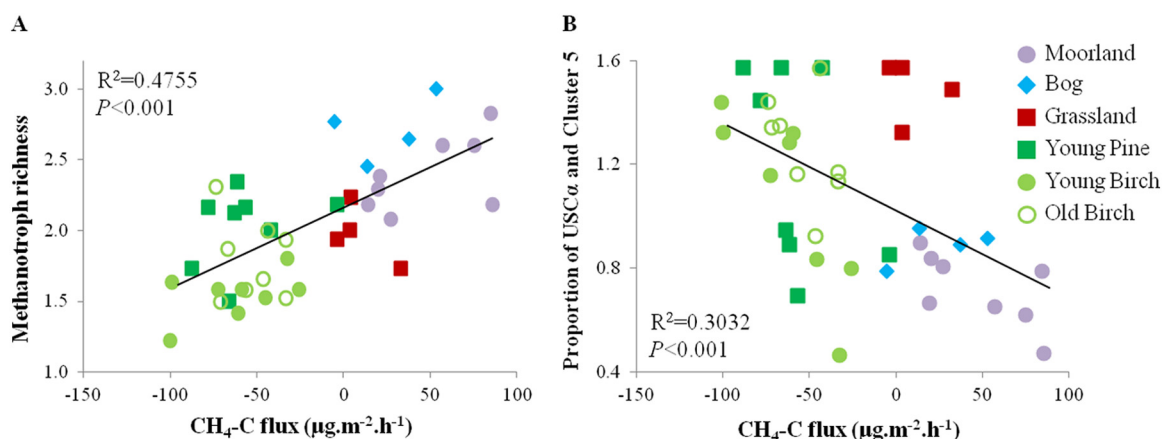 A
R²=0.4755
P<0.001
Methanotroph richness
3.0
2.5
2.0
1.5
1.0
-150
-100
-50
0
50
100
CH₄-C flux (µg.m⁻².h⁻¹)
B
Proportion of USCα and Cluster 5
1.6
1.2
0.8
0.4
R²=0.3032
P<0.001
-150
-100
-50
0
50
100
CH₄-C flux (µg.m⁻².h⁻¹)
Moorland
Bog
Grassland
Young Pine
Young Birch
Old Birch